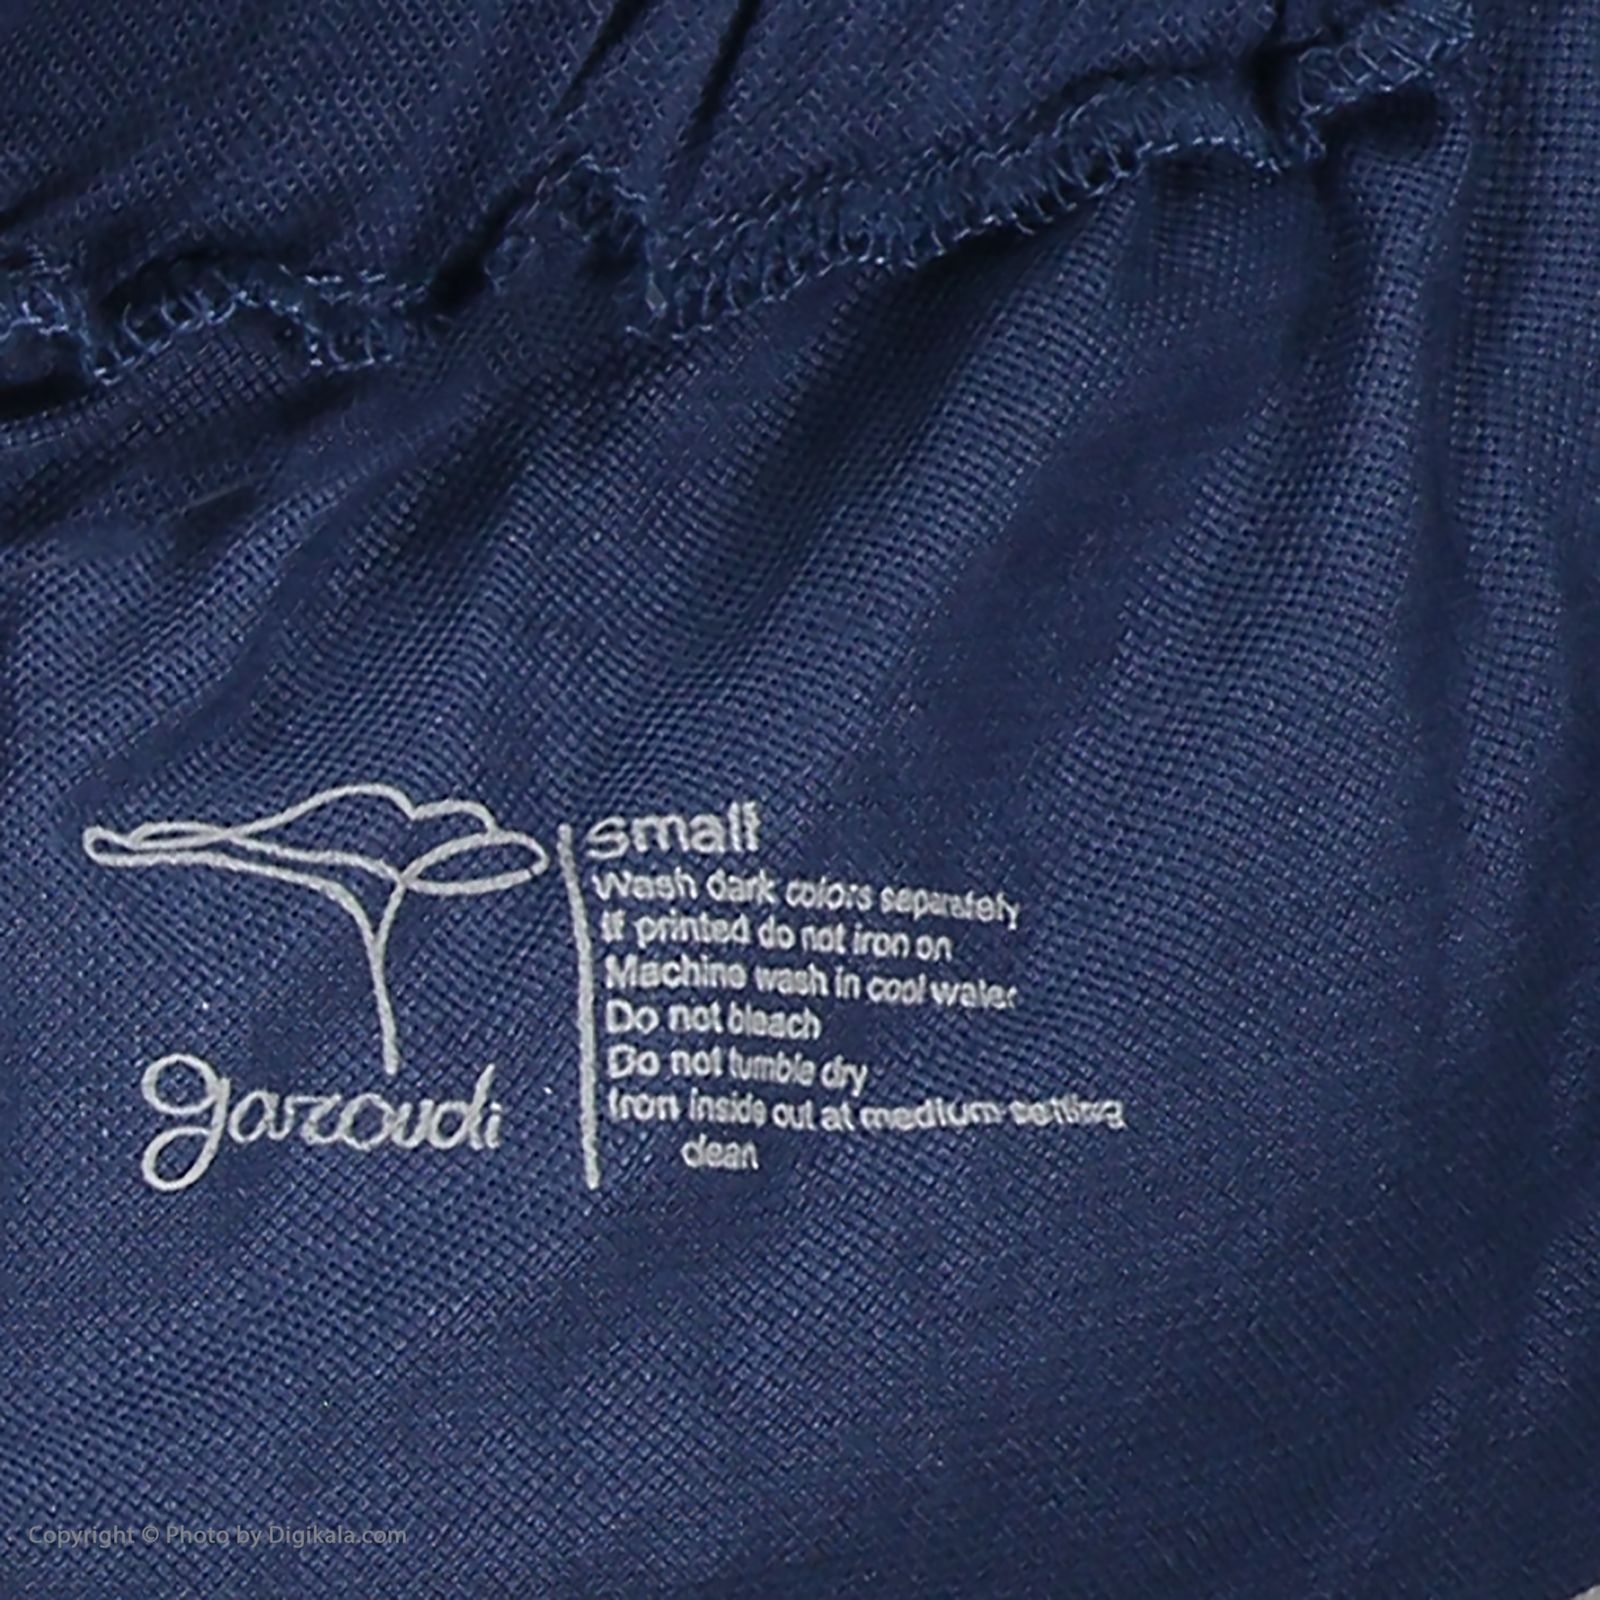 small
Wash dark colors separately
If printed do not iron on
Machine wash in cool water
Do not bleach
Do not tumble dry
Iron inside out at medium setting
clean
garoudi
Copyright © Photo by Digikala.com